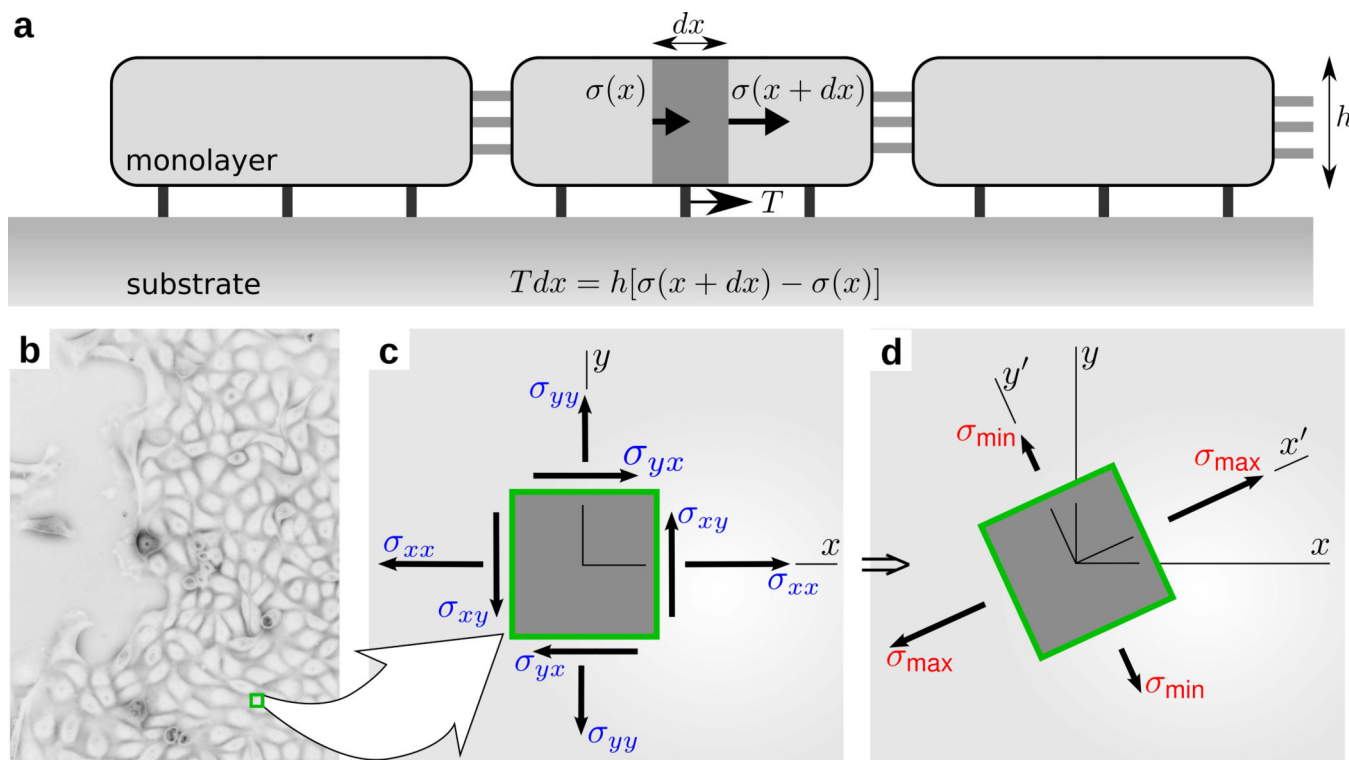 a
dx
σ(x)
σ(x + dx)
h
monolayer
T
substrate
Tdx = h[σ(x + dx) − σ(x)]
b
c
y
σyy
σyx
σxy
σxx
x
σxx
σxy
σyx
σyy
d
y
y′
σmin
σmax
x′
x
σmax
σmin